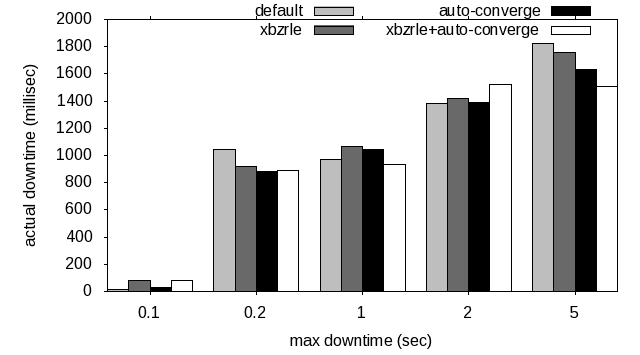 default
auto-converge
xbzrle
xbzrle+auto-converge
2000
1800
1600
1400
1200
1000
800
600
400
200
0
actual downtime (millisec)
0.1 0.2 1 2 5
max downtime (sec)